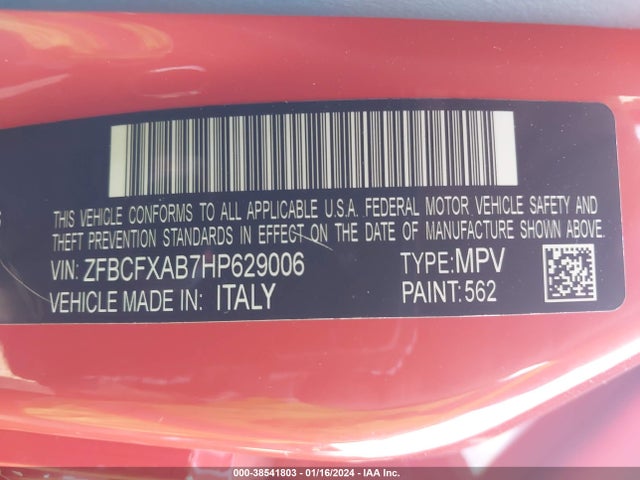 THIS VEHICLE CONFORMS TO ALL APPLICABLE U.S.A. FEDERAL MOTOR VEHICLE SAFETY AND
THEFT PREVENTION STANDARDS IN EFFECT ON THE DATE OF MANUFACTURE SHOWN ABOVE.
VIN: ZFBCFXAB7HP629006 TYPE: MPV
VEHICLE MADE IN: ITALY PAINT: 562
000-38541803 - 01/16/2024 - IAA Inc.